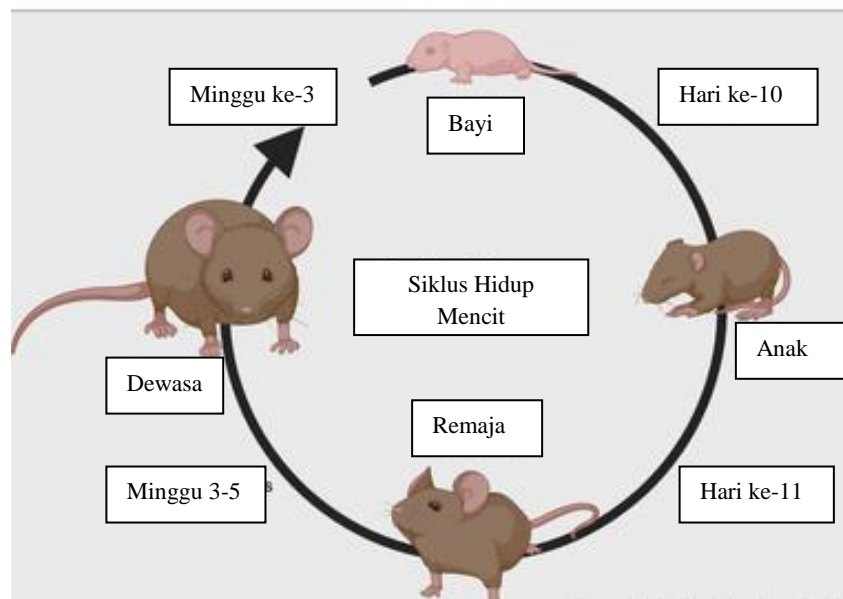 Minggu ke-3
Bayi
Hari ke-10
Siklus Hidup
Mencit
Anak
Dewasa
Remaja
Minggu 3-5
s
Hari ke-11